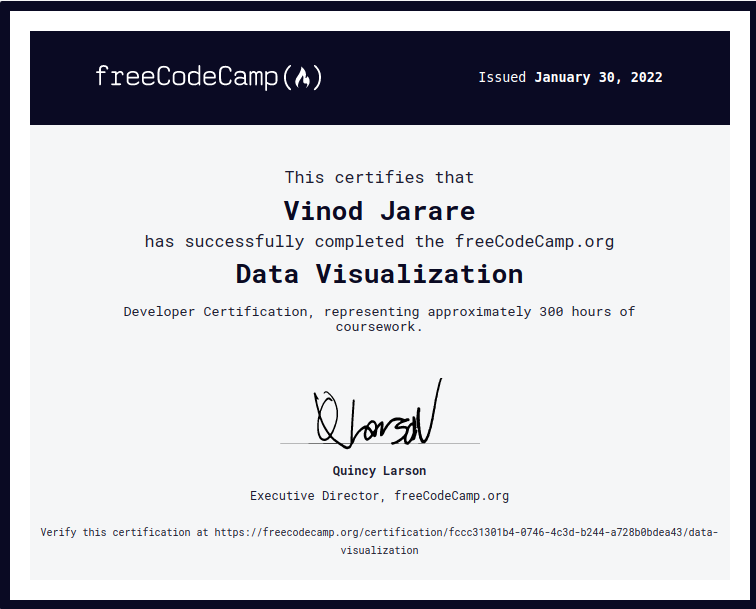 freeCodeCamp(🔥)
Issued January 30, 2022
This certifies that
Vinod Jarare
has successfully completed the freeCodeCamp.org
Data Visualization
Developer Certification, representing approximately 300 hours of
coursework.
Quincy Larson
Executive Director, freeCodeCamp.org
Verify this certification at https://freecodecamp.org/certification/fccc31301b4-0746-4c3d-b244-a728b0bdea43/data-
visualization